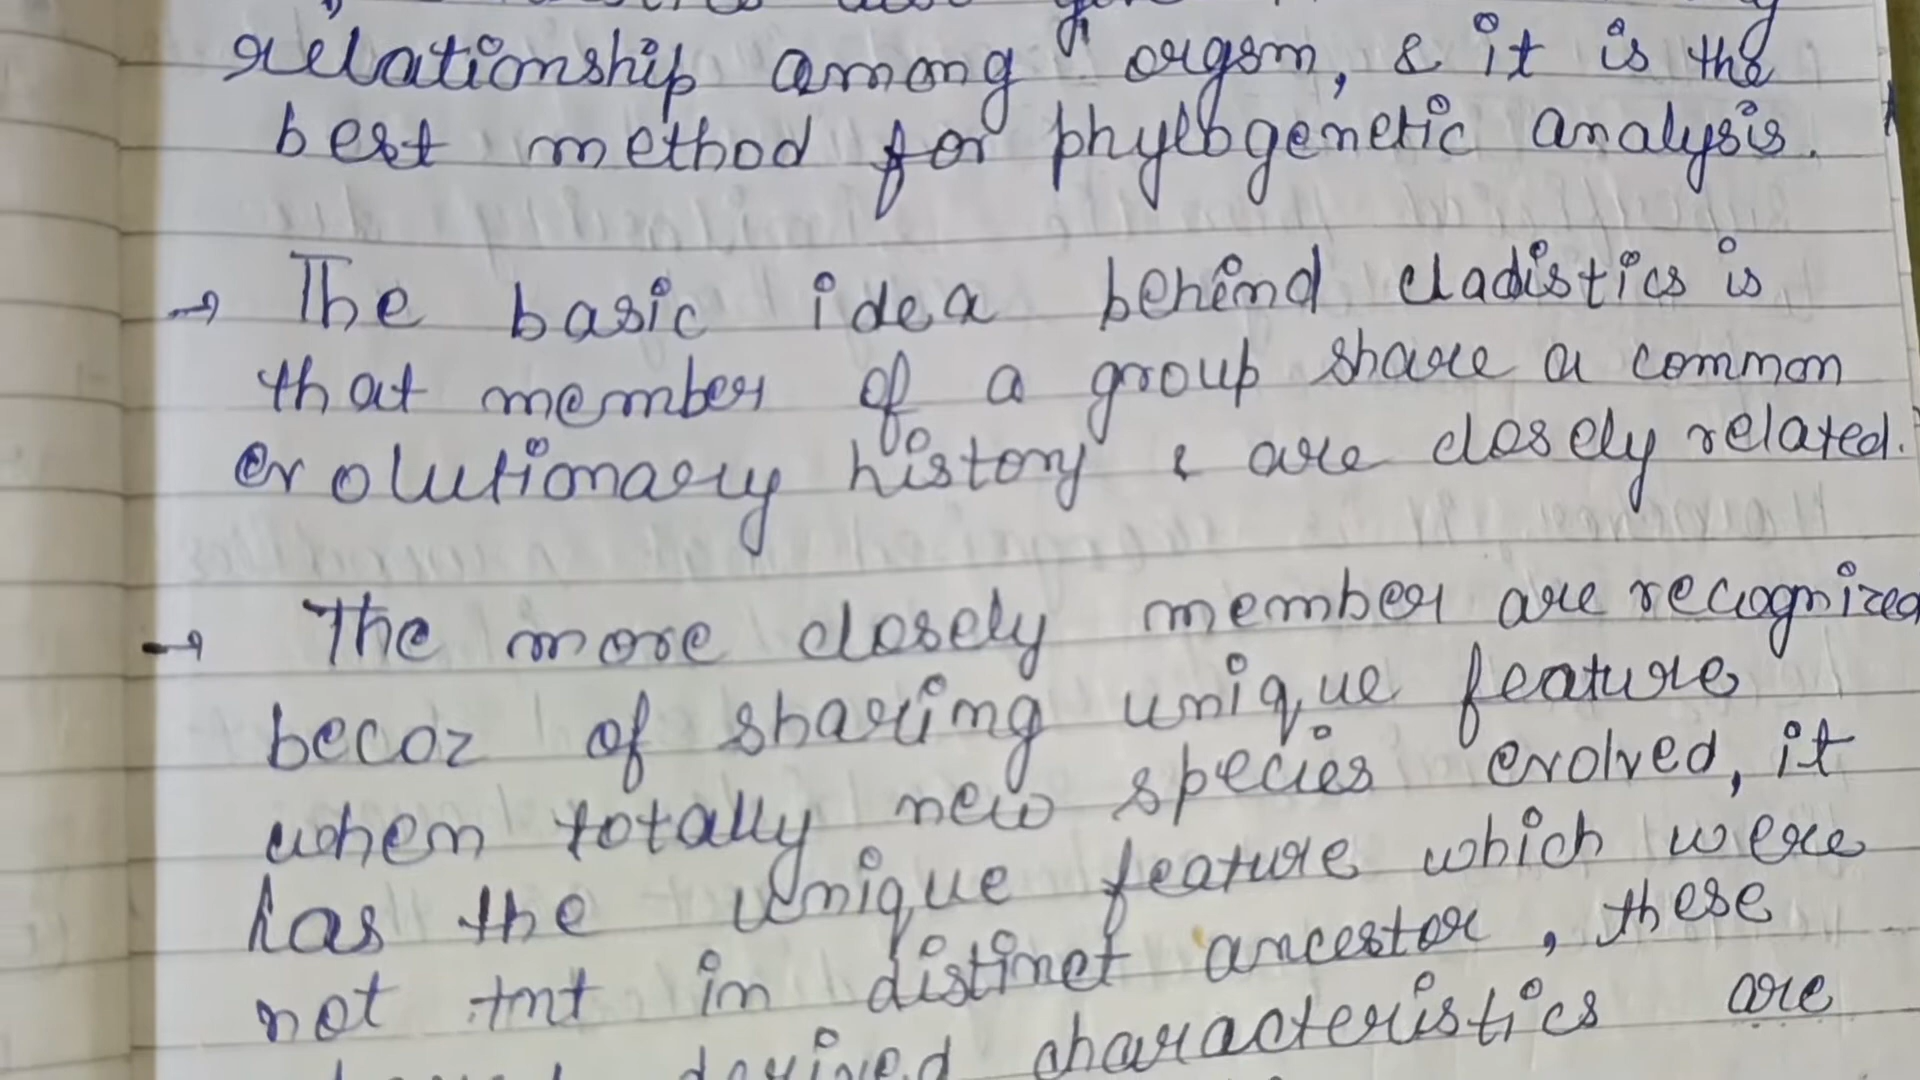 relationship among orgsm, & it is the
best method for phylogenetic analysis.
→ The basic idea behind cladistics is
that member of a group share a common
evolutionary history & are closely related.
→ The more closely member are recognized
becoz of sharing unique feature
when totally new species evolved, it
has the unique feature which were
not tnt in distinct ancestor, these
derived characteristics are